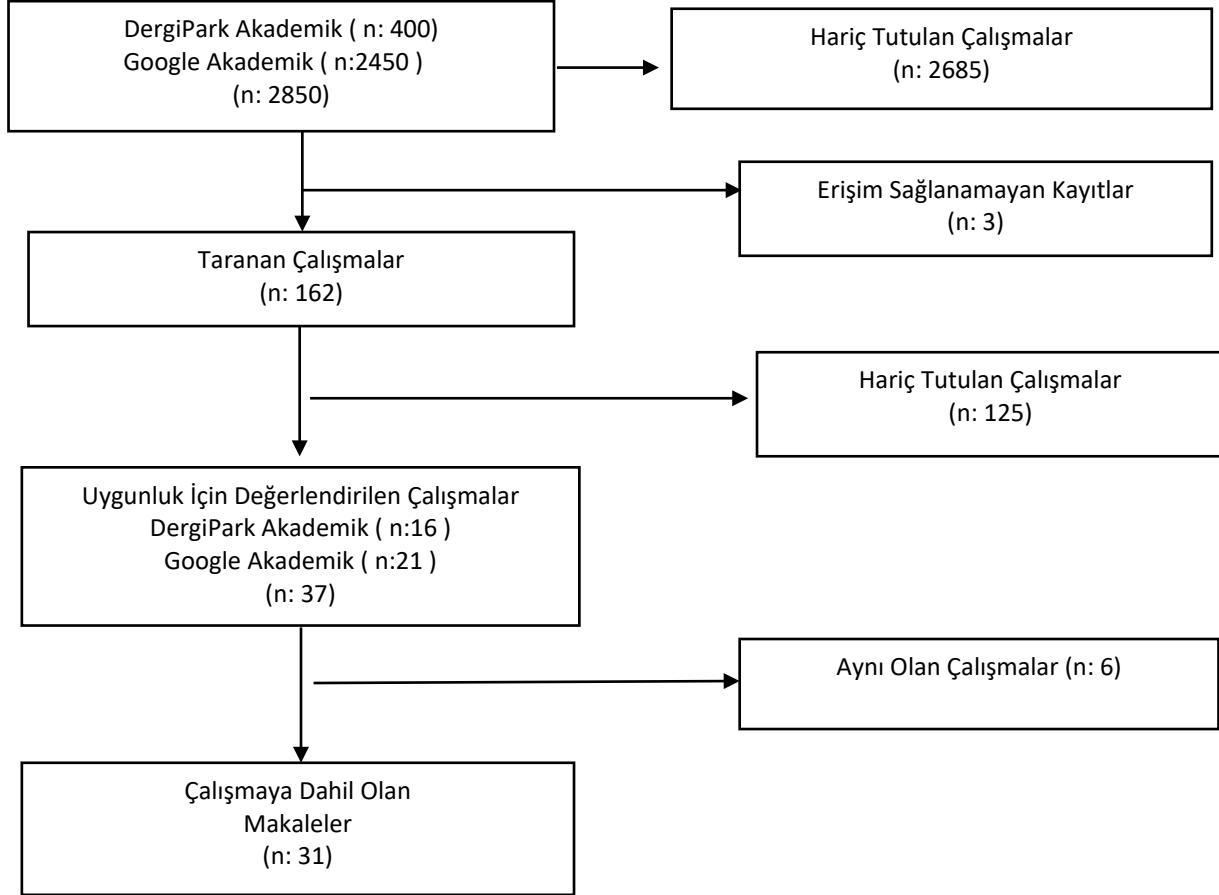 DergiPark Akademik ( n: 400)
Google Akademik ( n:2450 )
(n: 2850)
Hariç Tutulan Çalışmalar
(n: 2685)
Erişim Sağlanamayan Kayıtlar
(n: 3)
Taranan Çalışmalar
(n: 162)
Hariç Tutulan Çalışmalar
(n: 125)
Uygunluk İçin Değerlendirilen Çalışmalar
DergiPark Akademik ( n:16 )
Google Akademik ( n:21 )
(n: 37)
Aynı Olan Çalışmalar (n: 6)
Çalışmaya Dahil Olan
Makaleler
(n: 31)